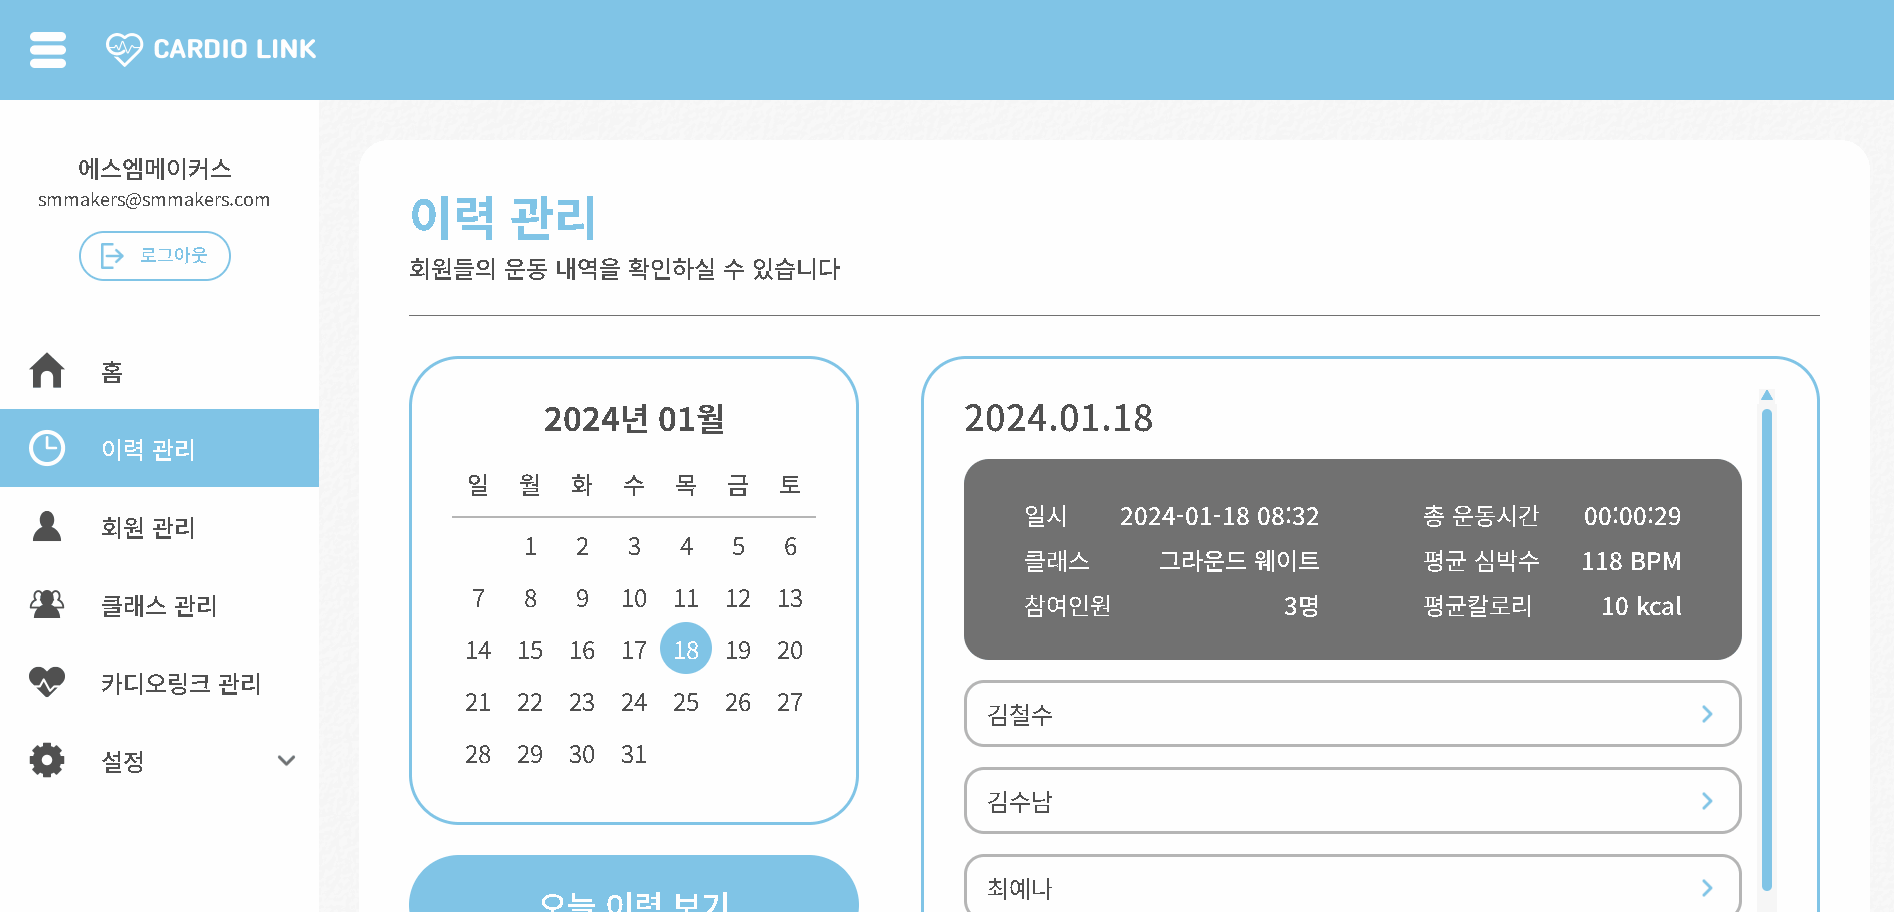 CARDIO LINK
에스엠메이커스
smmakers@smmakers.com
로그아웃
홈
이력 관리
회원 관리
클래스 관리
카디오링크 관리
설정
이력 관리
회원들의 운동 내역을 확인하실 수 있습니다
2024년 01월
일 월 화 수 목 금 토
1 2 3 4 5 6
7 8 9 10 11 12 13
14 15 16 17 18 19 20
21 22 23 24 25 26 27
28 29 30 31
오늘 이력 보기
2024.01.18
일시 2024-01-18 08:32 총 운동시간 00:00:29
클래스 그라운드 웨이트 평균 심박수 118 BPM
참여인원 3명 평균칼로리 10 kcal
김철수
김수남
최예나